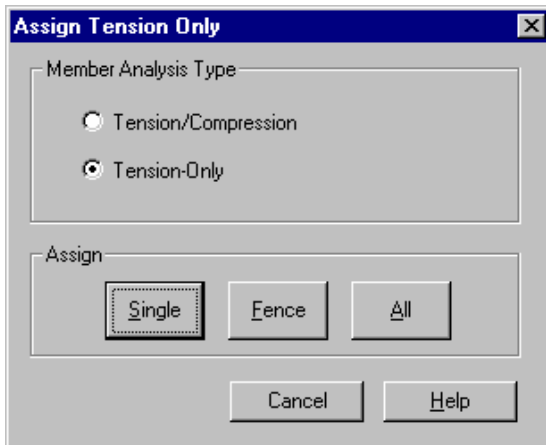 Assign Tension Only
Member Analysis Type
Tension/Compression
Tension-Only
Assign
Single Fence All
Cancel Help